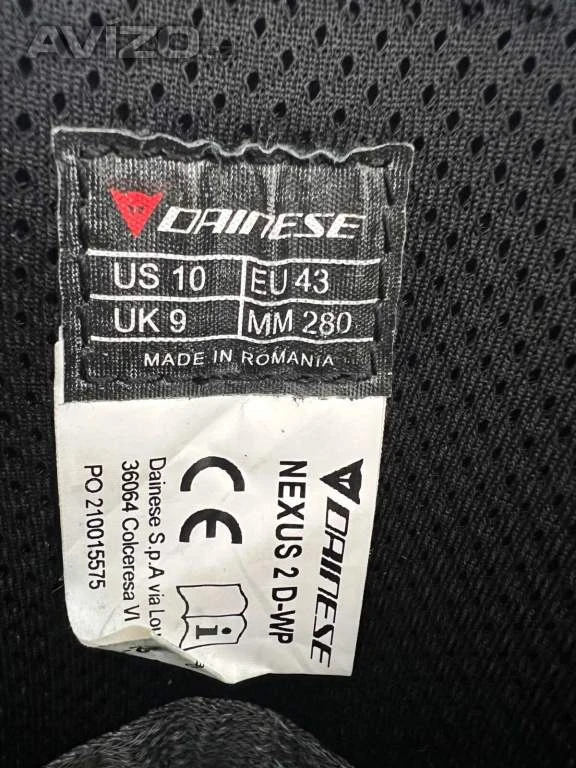 AVIZO
DAINESE
US 10
EU 43
UK 9
MM 280
MADE IN ROMANIA
DAINESE
NEXUS 2 D-WP
CE
i
Dainese S.p.A via
36064 Colceresa VI
PO 210015575